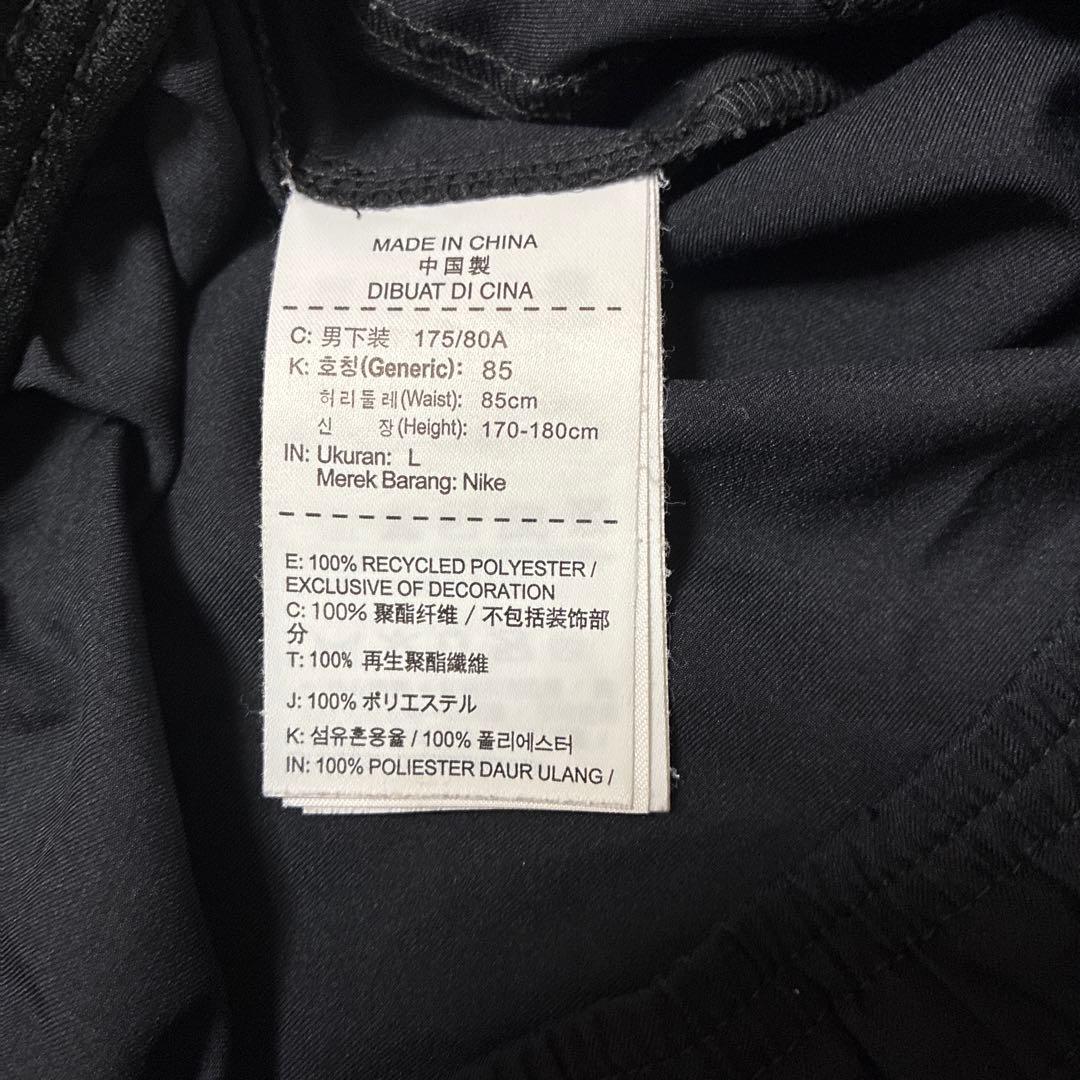 MADE IN CHINA
中国製
DIBUAT DI CINA
C: 男下装 175/80A
K: 호칭(Generic): 85
허리둘레(Waist): 85cm
신 장(Height): 170-180cm
IN: Ukuran: L
Merek Barang: Nike
E: 100% RECYCLED POLYESTER /
EXCLUSIVE OF DECORATION
C: 100% 聚酯纤维 / 不包括装饰部
分
T: 100% 再生聚酯纖維
J: 100% ポリエステル
K: 섬유혼용율 / 100% 폴리에스터
IN: 100% POLIESTER DAUR ULANG /